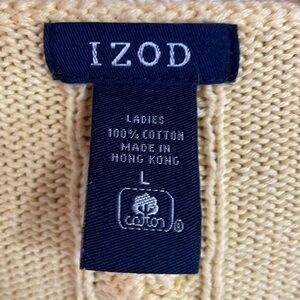 IZOD
LADIES
100% COTTON
MADE IN
HONG KONG
L
cotton ®